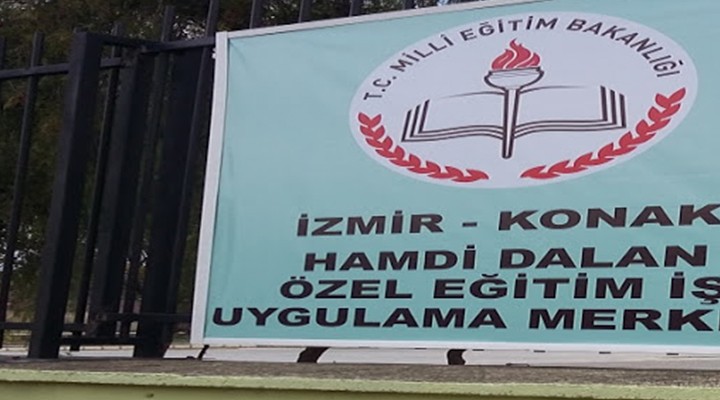 T.C. MİLLİ EĞİTİM BAKANLIĞI
İZMİR - KONAK
HAMDİ DALAN
ÖZEL EĞİTİM İŞ
UYGULAMA MERK